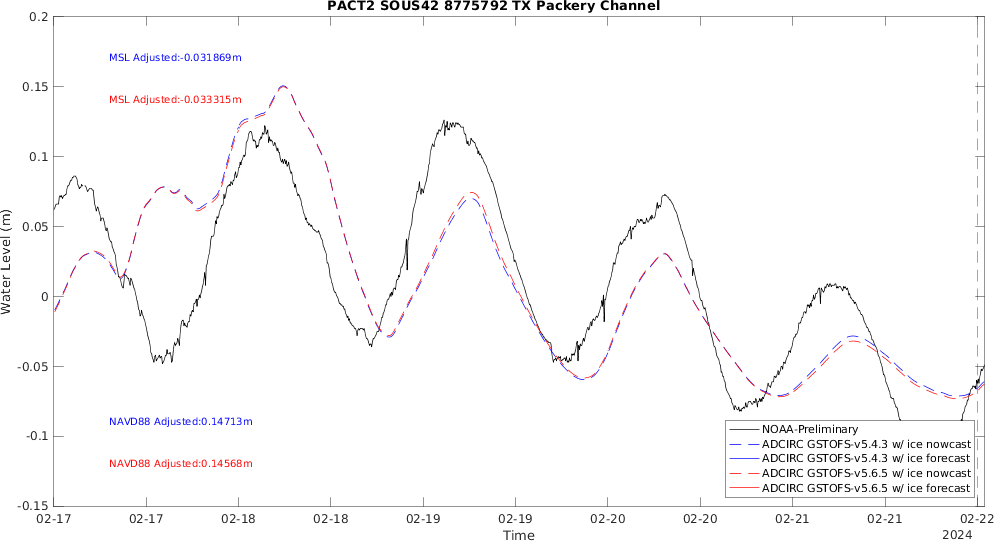 PACT2 SOUS42 8775792 TX Packery Channel
0.2
MSL Adjusted:-0.031869m
0.15
MSL Adjusted:-0.033315m
0.1
0.05
Water Level (m)
0
-0.05
NAVD88 Adjusted:0.14713m
-0.1
NOAA-Preliminary
ADCIRC GSTOFS-v5.4.3 w/ ice nowcast
ADCIRC GSTOFS-v5.4.3 w/ ice forecast
NAVD88 Adjusted:0.14568m
ADCIRC GSTOFS-v5.6.5 w/ ice nowcast
ADCIRC GSTOFS-v5.6.5 w/ ice forecast
-0.15
02-17 02-17 02-18 02-18 02-19 02-19 02-20 02-20 02-21 02-21 02-22
Time
2024